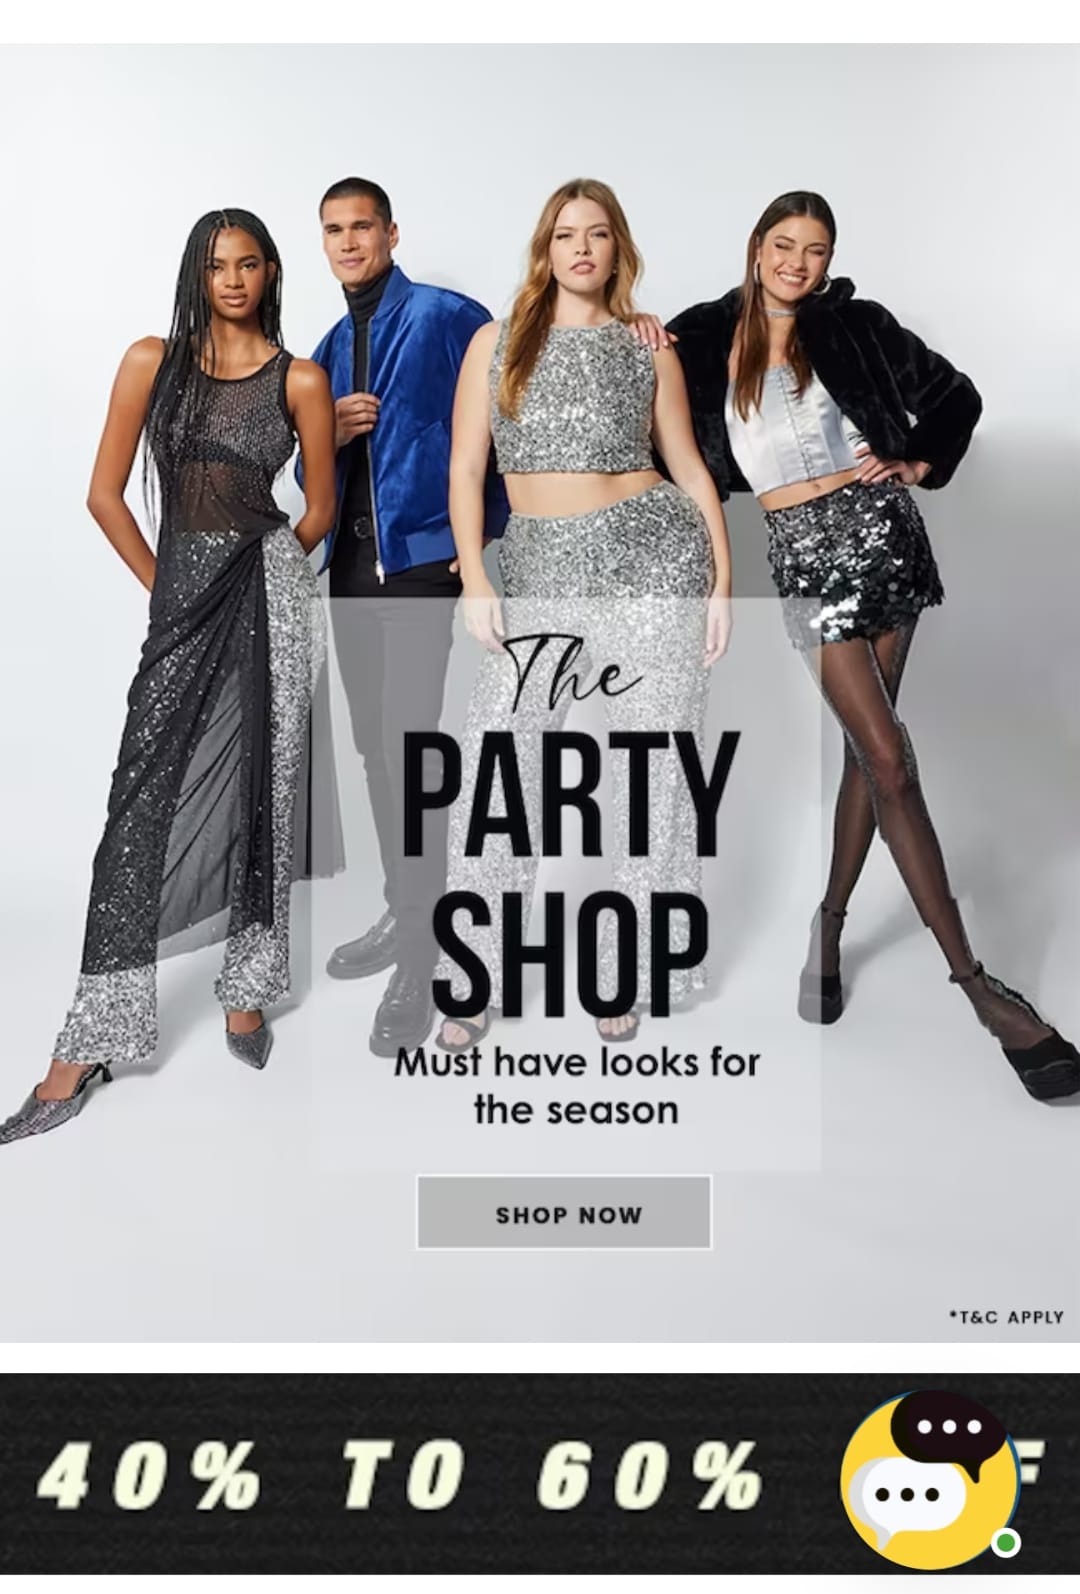 The
PARTY
SHOP
Must have looks for
the season
SHOP NOW
*T&C APPLY
40% TO 60%